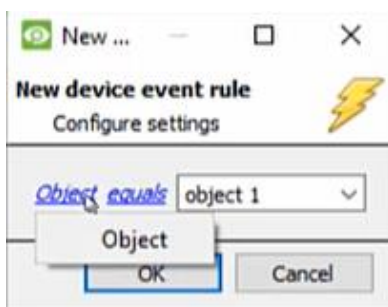 New ...
New device event rule
Configure settings
Object equals object 1
Object
OK Cancel